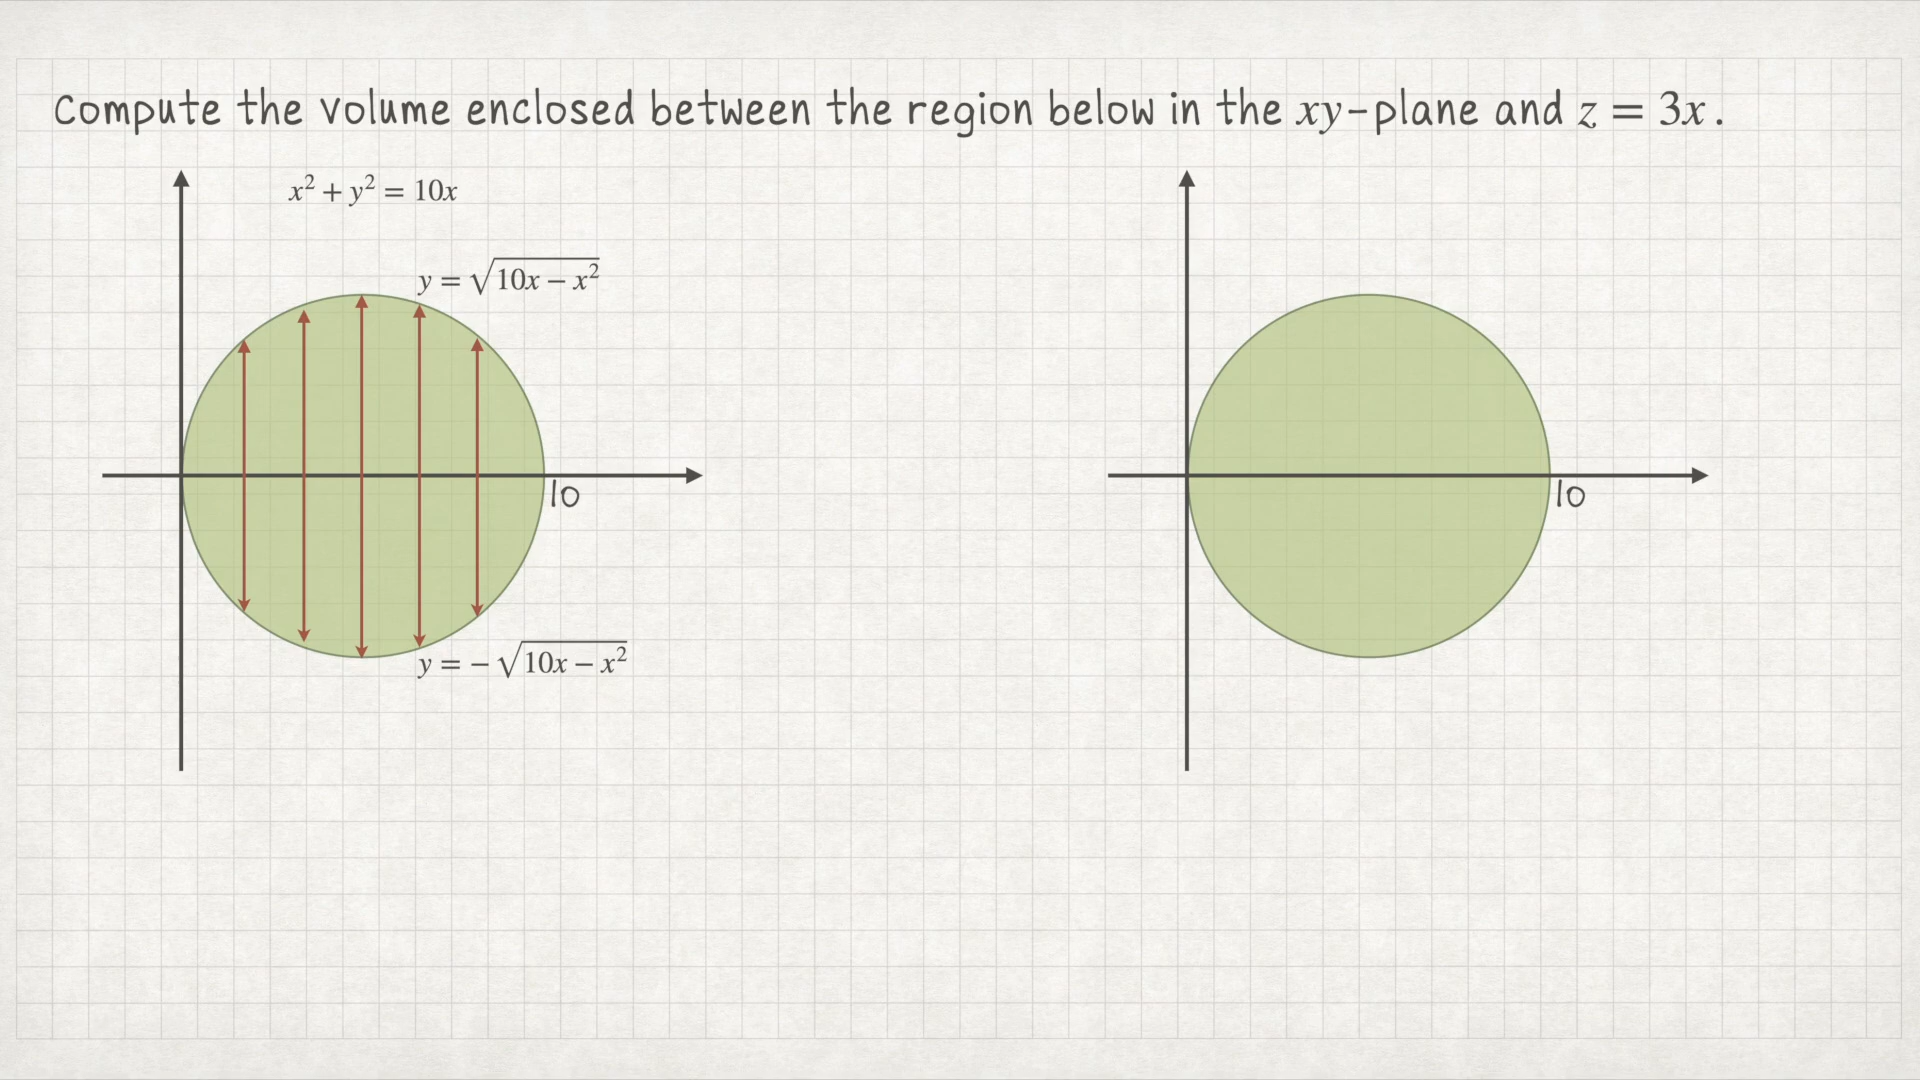 Compute the volume enclosed between the region below in the xy-plane and z = 3x.
x² + y² = 10x
y = √(10x − x²)
10
10
y = − √(10x − x²)